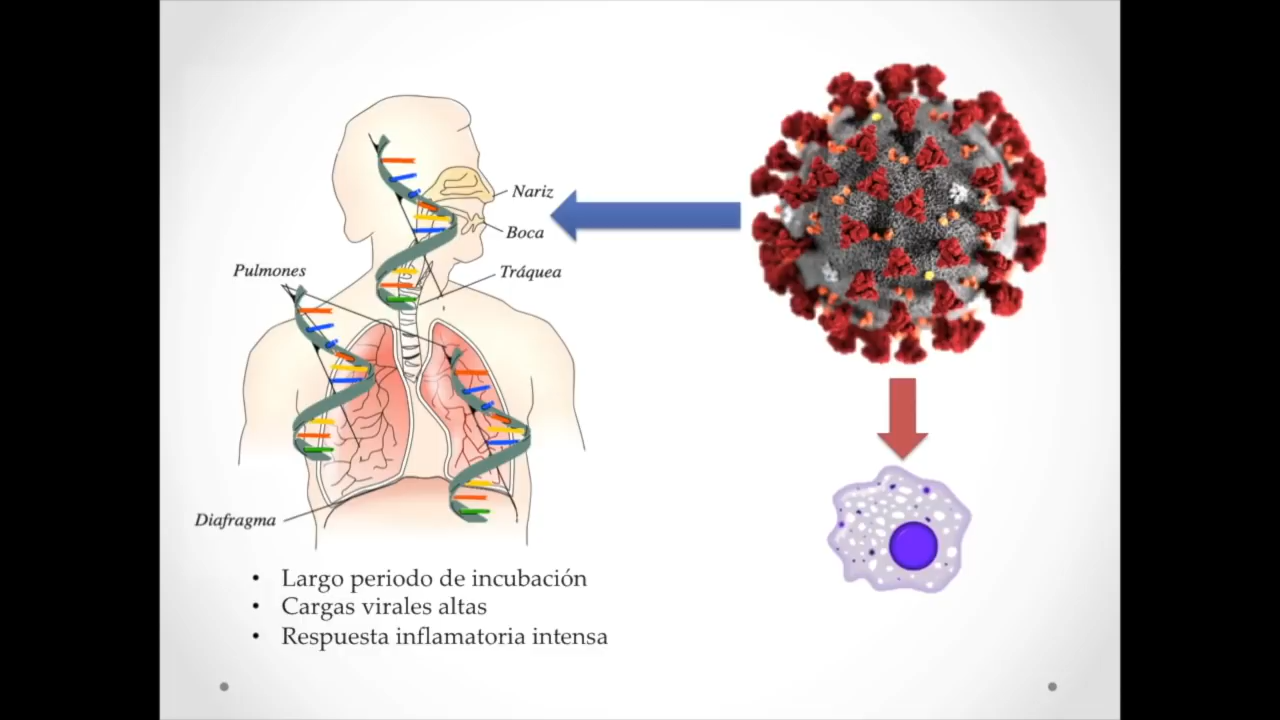 Nariz
Boca
Tráquea
Pulmones
Diafragma
• Largo periodo de incubación
• Cargas virales altas
• Respuesta inflamatoria intensa